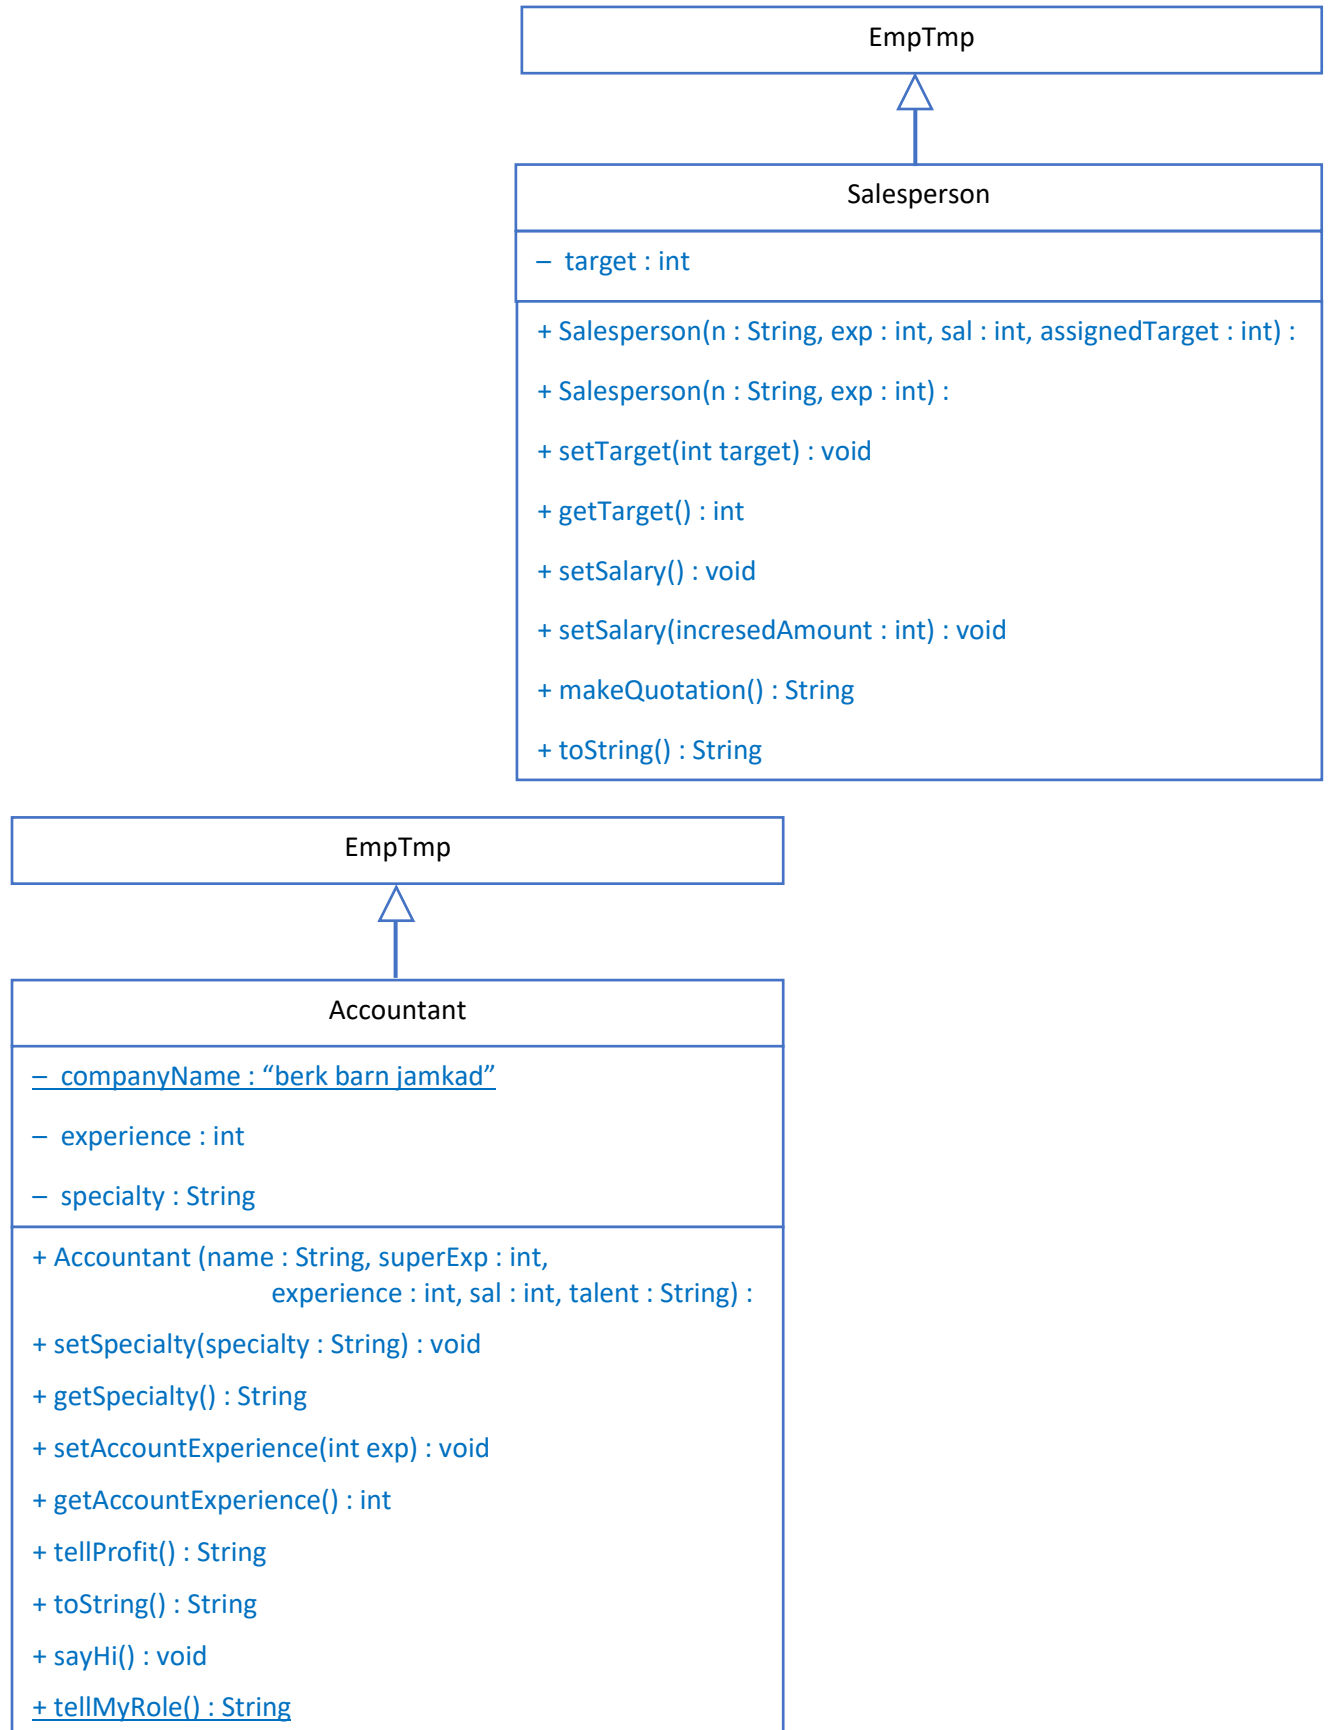 EmpTmp
Salesperson
– target : int
+ Salesperson(n : String, exp : int, sal : int, assignedTarget : int) :
+ Salesperson(n : String, exp : int) :
+ setTarget(int target) : void
+ getTarget() : int
+ setSalary() : void
+ setSalary(incresedAmount : int) : void
+ makeQuotation() : String
+ toString() : String
EmpTmp
Accountant
– companyName : “berk barn jamkad”
– experience : int
– specialty : String
+ Accountant (name : String, superExp : int,
experience : int, sal : int, talent : String) :
+ setSpecialty(specialty : String) : void
+ getSpecialty() : String
+ setAccountExperience(int exp) : void
+ getAccountExperience() : int
+ tellProfit() : String
+ toString() : String
+ sayHi() : void
+ tellMyRole() : String